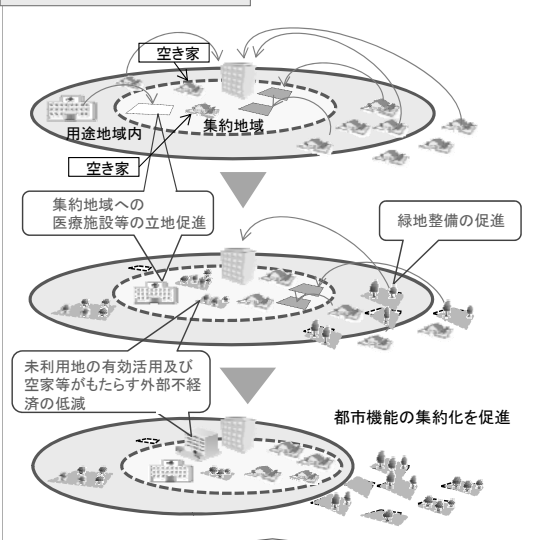 空き家
用途地域内
集約地域
空き家
集約地域への
医療施設等の立地促進
緑地整備の促進
未利用地の有効活用及び
空家等がもたらす外部不経
済の低減
都市機能の集約化を促進